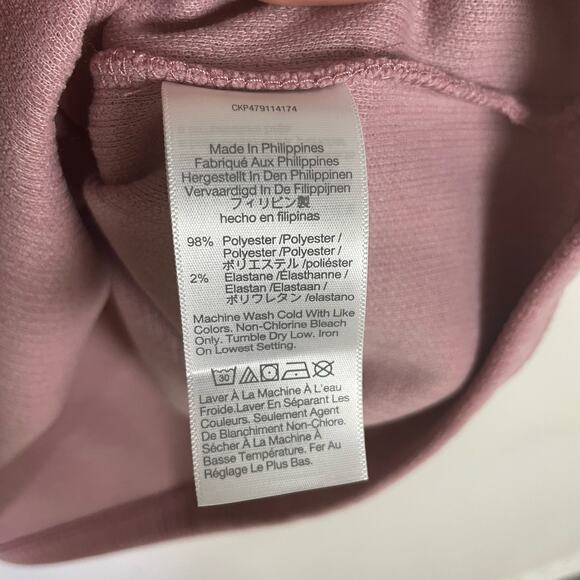 CKP479114174
Made In Philippines
Fabriqué Aux Philippines
Hergestellt In Den Philippinen
Vervaardigd In De Filippijnen
フィリピン製
hecho en filipinas
98% Polyester /Polyester /
Polyester /Polyester /
ポリエステル /poliéster
2% Elastane /Élasthanne /
Elastan /Elastaan /
ポリウレタン /elastano
Machine Wash Cold With Like
Colors. Non-Chlorine Bleach
Only. Tumble Dry Low. Iron
On Lowest Setting.
30
Laver À La Machine À L'eau
Froide.Laver En Séparant Les
Couleurs. Seulement Agent
De Blanchiment Non-Chlore.
Sécher À La Machine À
Basse Température. Fer Au
Réglage Le Plus Bas.